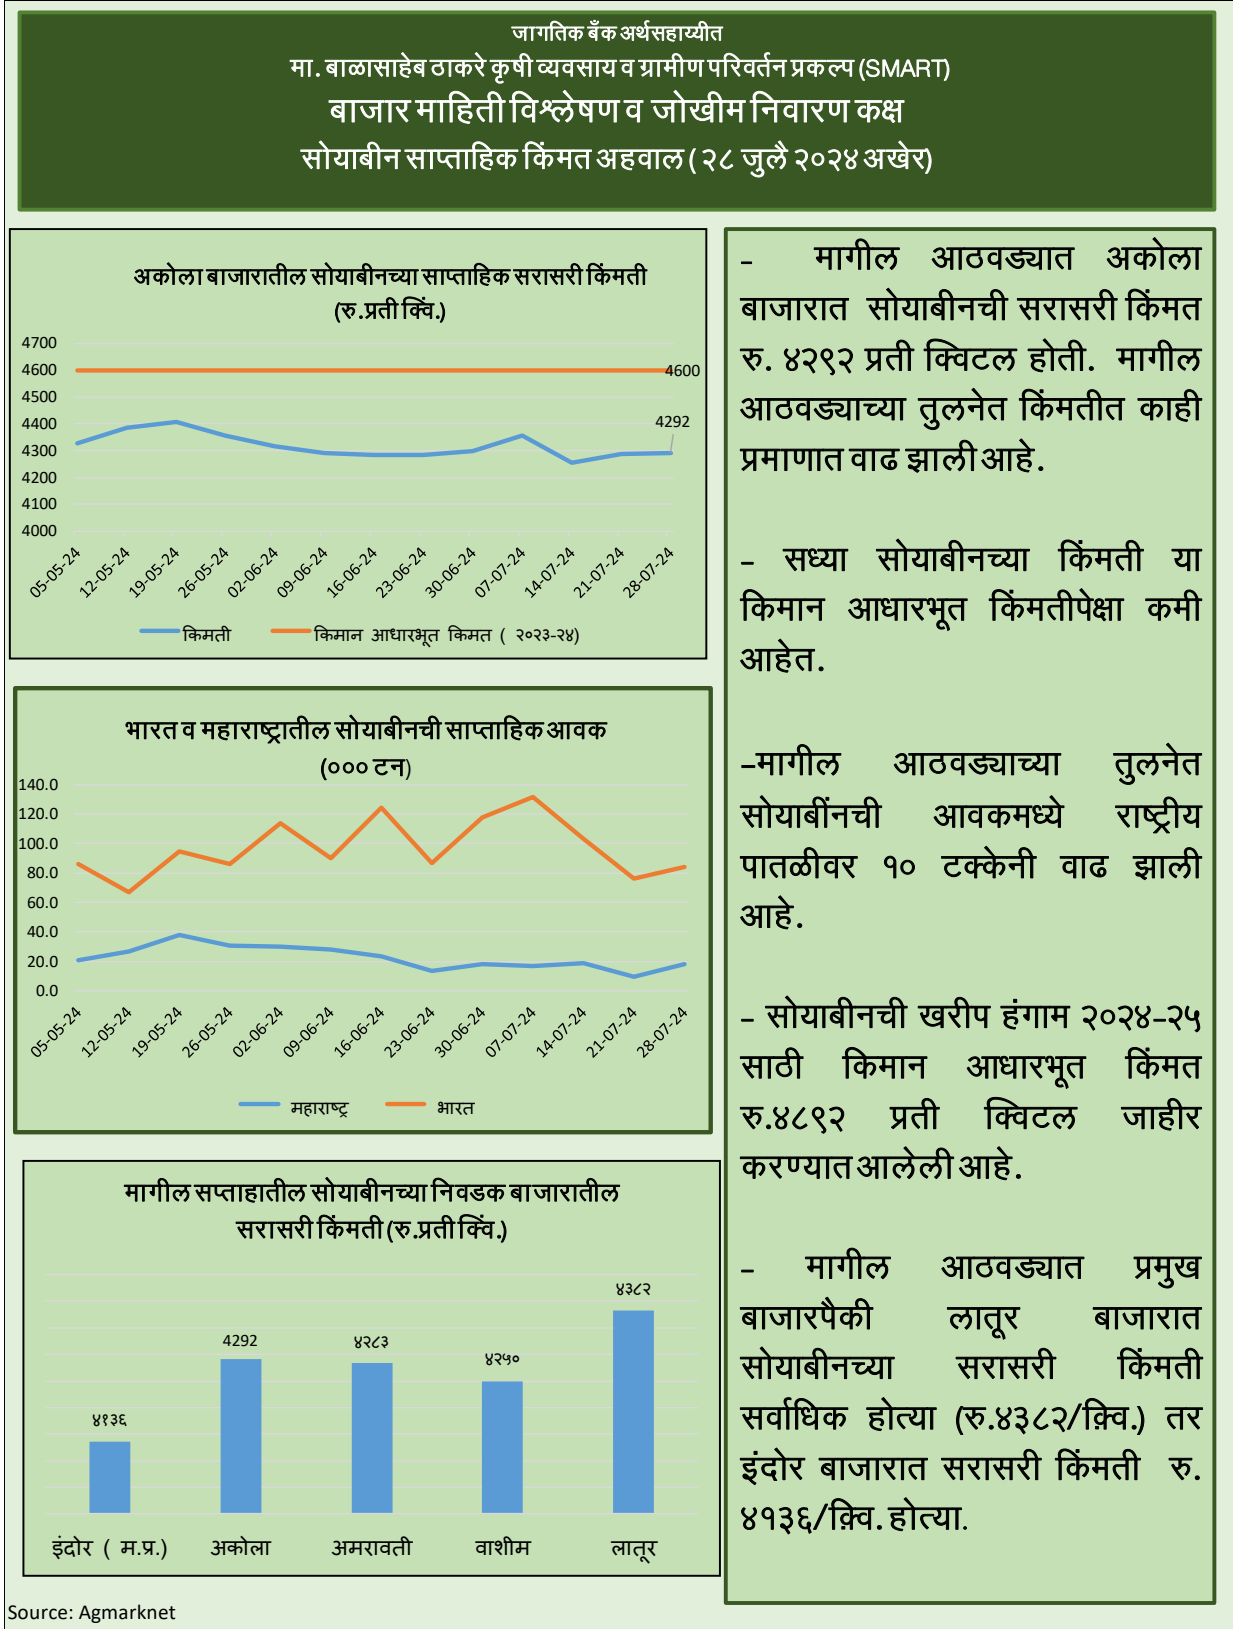 जागतिक बँक अर्थसहाय्यीत
मा. बाळासाहेब ठाकरे कृषी व्यवसाय व ग्रामीण परिवर्तन प्रकल्प (SMART)
बाजार माहिती विश्लेषण व जोखीम निवारण कक्ष
सोयाबीन साप्ताहिक किंमत अहवाल ( २८ जुलै २०२४ अखेर)
अकोला बाजारातील सोयाबीनच्या साप्ताहिक सरासरी किंमती
(रु.प्रती क्विं.)
4700
4600
4500
4400
4300
4200
4100
4000
4600
4292
05-05-24
12-05-24
19-05-24
26-05-24
02-06-24
09-06-24
16-06-24
23-06-24
30-06-24
07-07-24
14-07-24
21-07-24
28-07-24
किमती
किमान आधारभूत किमत ( २०२३-२४)
भारत व महाराष्ट्रातील सोयाबीनची साप्ताहिक आवक
(००० टन)
140.0
120.0
100.0
80.0
60.0
40.0
20.0
0.0
05-05-24
12-05-24
19-05-24
26-05-24
02-06-24
09-06-24
16-06-24
23-06-24
30-06-24
07-07-24
14-07-24
21-07-24
28-07-24
महाराष्ट्र
भारत
मागील सप्ताहातील सोयाबीनच्या निवडक बाजारातील
सरासरी किंमती (रु.प्रती क्विं.)
४१३६
4292
४२८३
४२५०
४३८२
इंदोर ( म.प्र.)
अकोला
अमरावती
वाशीम
लातूर
Source: Agmarknet
- मागील आठवड्यात अकोला
बाजारात सोयाबीनची सरासरी किंमत
रु. ४२९२ प्रती क्विटल होती. मागील
आठवड्याच्या तुलनेत किंमतीत काही
प्रमाणात वाढ झाली आहे.
- सध्या सोयाबीनच्या किंमती या
किमान आधारभूत किंमतीपेक्षा कमी
आहेत.
-मागील आठवड्याच्या तुलनेत
सोयाबींनची आवकमध्ये राष्ट्रीय
पातळीवर १० टक्केनी वाढ झाली
आहे.
- सोयाबीनची खरीप हंगाम २०२४-२५
साठी किमान आधारभूत किंमत
रु.४८९२ प्रती क्विटल जाहीर
करण्यात आलेली आहे.
- मागील आठवड्यात प्रमुख
बाजारपैकी लातूर बाजारात
सोयाबीनच्या सरासरी किंमती
सर्वाधिक होत्या (रु.४३८२/क़्वि.) तर
इंदोर बाजारात सरासरी किंमती रु.
४१३६/क़्वि. होत्या.